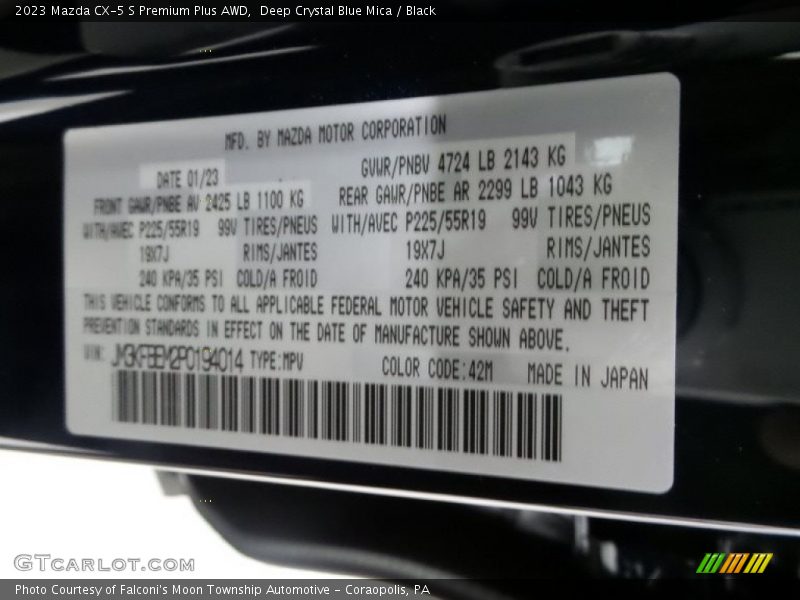 2023 Mazda CX-5 S Premium Plus AWD, Deep Crystal Blue Mica / Black
MFD. BY MAZDA MOTOR CORPORATION
DATE 01/23 GVWR/PNBV 4724 LB 2143 KG
FRONT GAWR/PNBE AV 2425 LB 1100 KG REAR GAWR/PNBE AR 2299 LB 1043 KG
WITH/AVEC P225/55R19 99V TIRES/PNEUS WITH/AVEC P225/55R19 99V TIRES/PNEUS
19X7J RIMS/JANTES 19X7J RIMS/JANTES
240 KPA/35 PSI COLD/A FROID 240 KPA/35 PSI COLD/A FROID
THIS VEHICLE CONFORMS TO ALL APPLICABLE FEDERAL MOTOR VEHICLE SAFETY AND THEFT
PREVENTION STANDARDS IN EFFECT ON THE DATE OF MANUFACTURE SHOWN ABOVE.
VIN: JM3KFBEM2P0194014 TYPE:MPV COLOR CODE:42M MADE IN JAPAN
GTcarlot.com
Photo Courtesy of Falconi's Moon Township Automotive - Coraopolis, PA